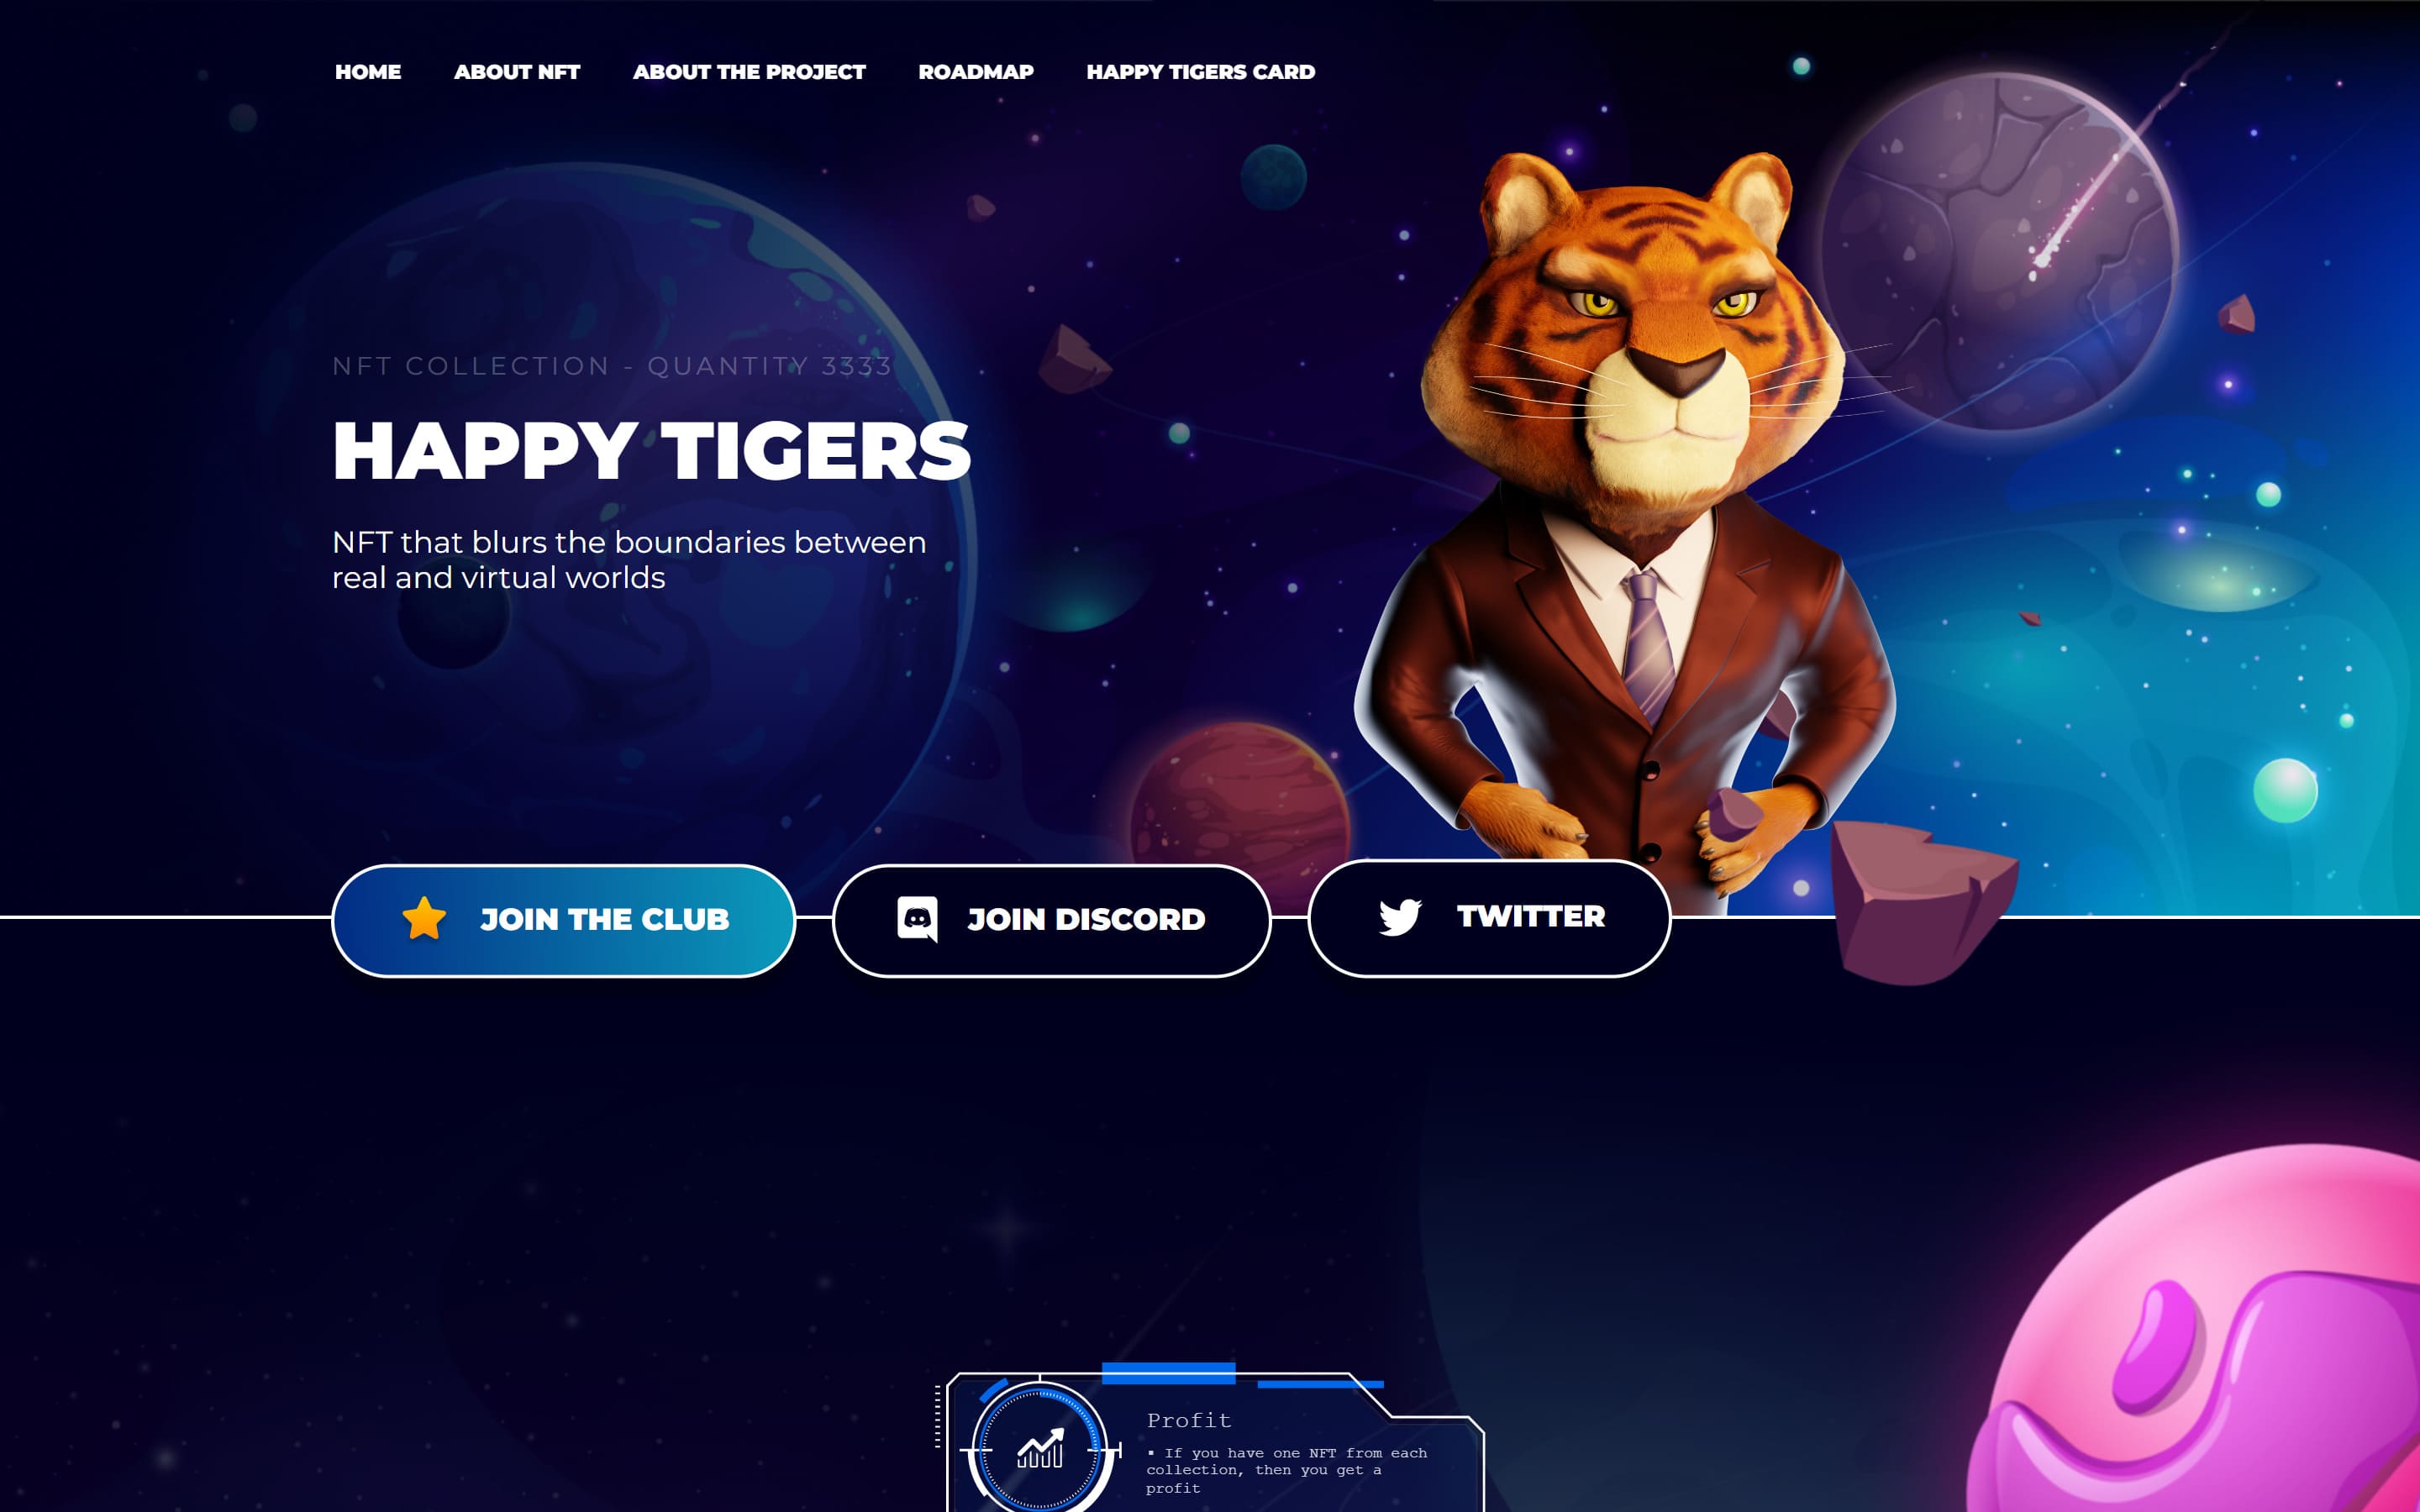 HOME
ABOUT NFT
ABOUT THE PROJECT
ROADMAP
HAPPY TIGERS CARD
NFT COLLECTION - QUANTITY 3333
HAPPY TIGERS
NFT that blurs the boundaries between
real and virtual worlds
JOIN THE CLUB
JOIN DISCORD
TWITTER
Profit
▪ If you have one NFT from each
collection, then you get a
profit